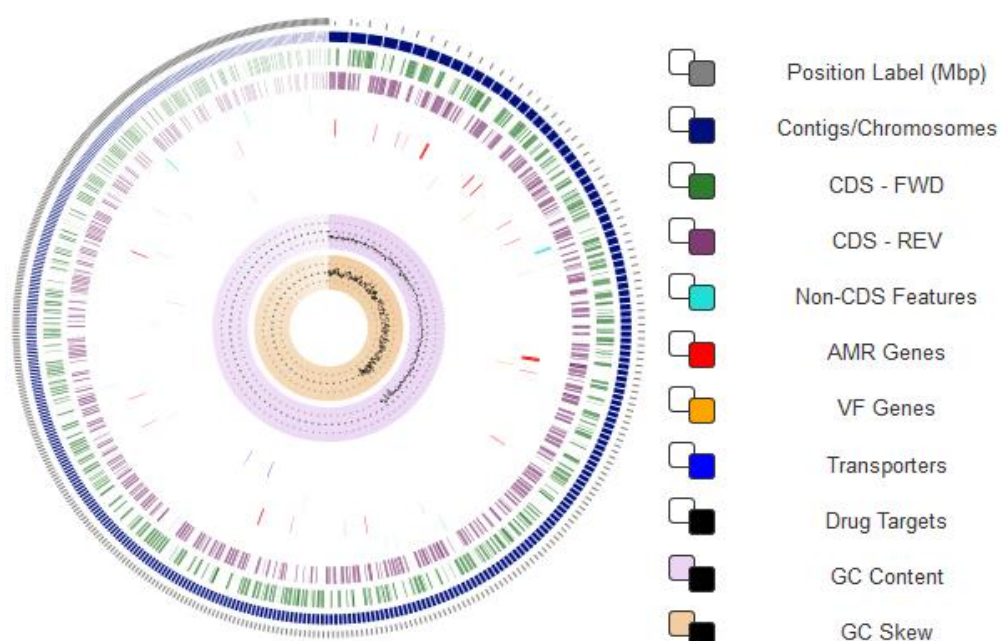 Position Label (Mbp)
Contigs/Chromosomes
CDS - FWD
CDS - REV
Non-CDS Features
AMR Genes
VF Genes
Transporters
Drug Targets
GC Content
GC Skew